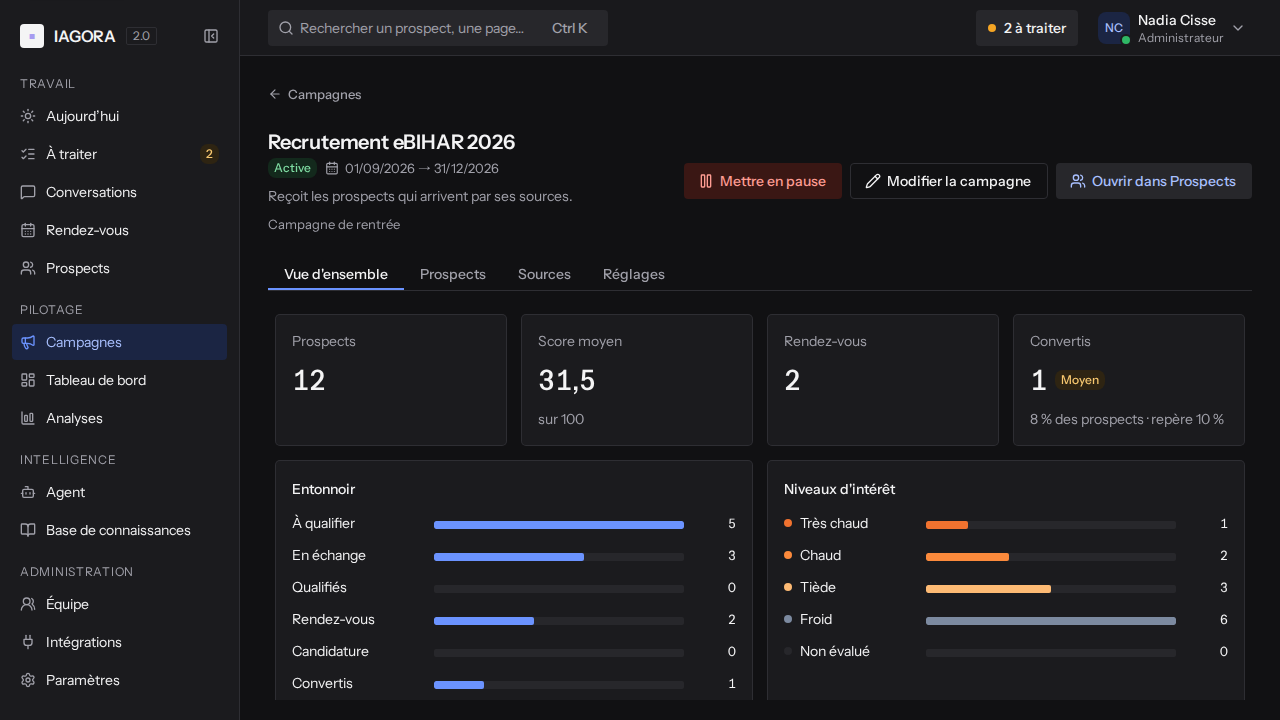 IAGORA 2.0
Rechercher un prospect, une page... Ctrl K
2 à traiter
NC
Nadia Cisse
Administrateur
TRAVAIL
Aujourd'hui
À traiter 2
Conversations
Rendez-vous
Prospects
PILOTAGE
Campagnes
Tableau de bord
Analyses
INTELLIGENCE
Agent
Base de connaissances
ADMINISTRATION
Équipe
Intégrations
Paramètres
← Campagnes
Recrutement eBIHAR 2026
Active 01/09/2026 → 31/12/2026
Reçoit les prospects qui arrivent par ses sources.
Campagne de rentrée
Mettre en pause
Modifier la campagne
Ouvrir dans Prospects
Vue d'ensemble Prospects Sources Réglages
Prospects
12
Score moyen
31,5
sur 100
Rendez-vous
2
Convertis
1 Moyen
8 % des prospects · repère 10 %
Entonnoir
À qualifier 5
En échange 3
Qualifiés 0
Rendez-vous 2
Candidature 0
Convertis 1
Niveaux d'intérêt
Très chaud 1
Chaud 2
Tiède 3
Froid 6
Non évalué 0